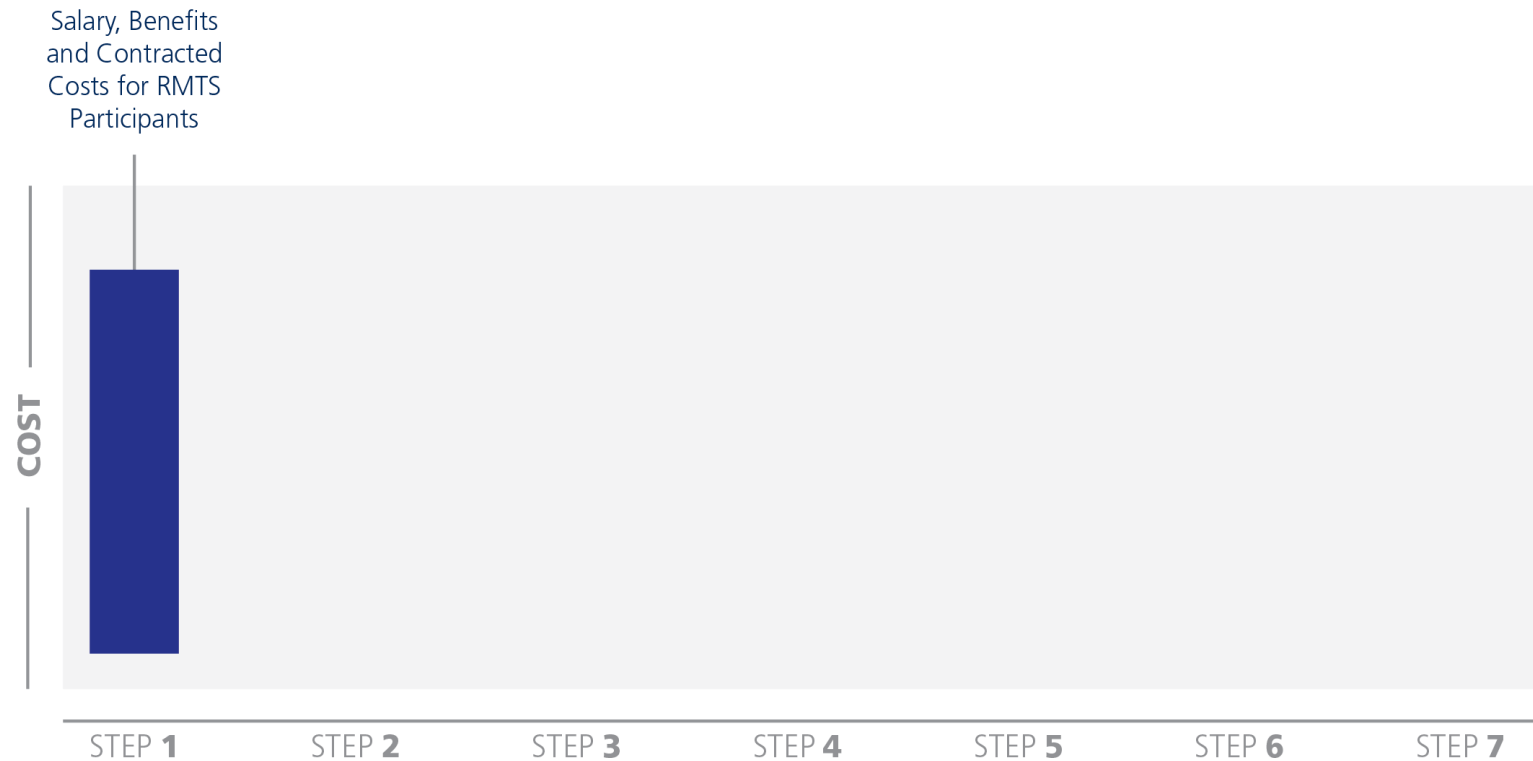 Salary, Benefits
and Contracted
Costs for RMTS
Participants
COST
STEP 1
STEP 2
STEP 3
STEP 4
STEP 5
STEP 6
STEP 7